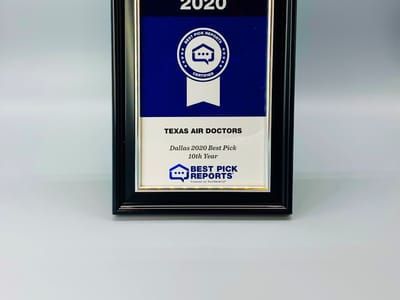 2020
BEST PICK REPORTS
CERTIFIED
TEXAS AIR DOCTORS
Dallas 2020 Best Pick
10th Year
BEST PICK
REPORTS